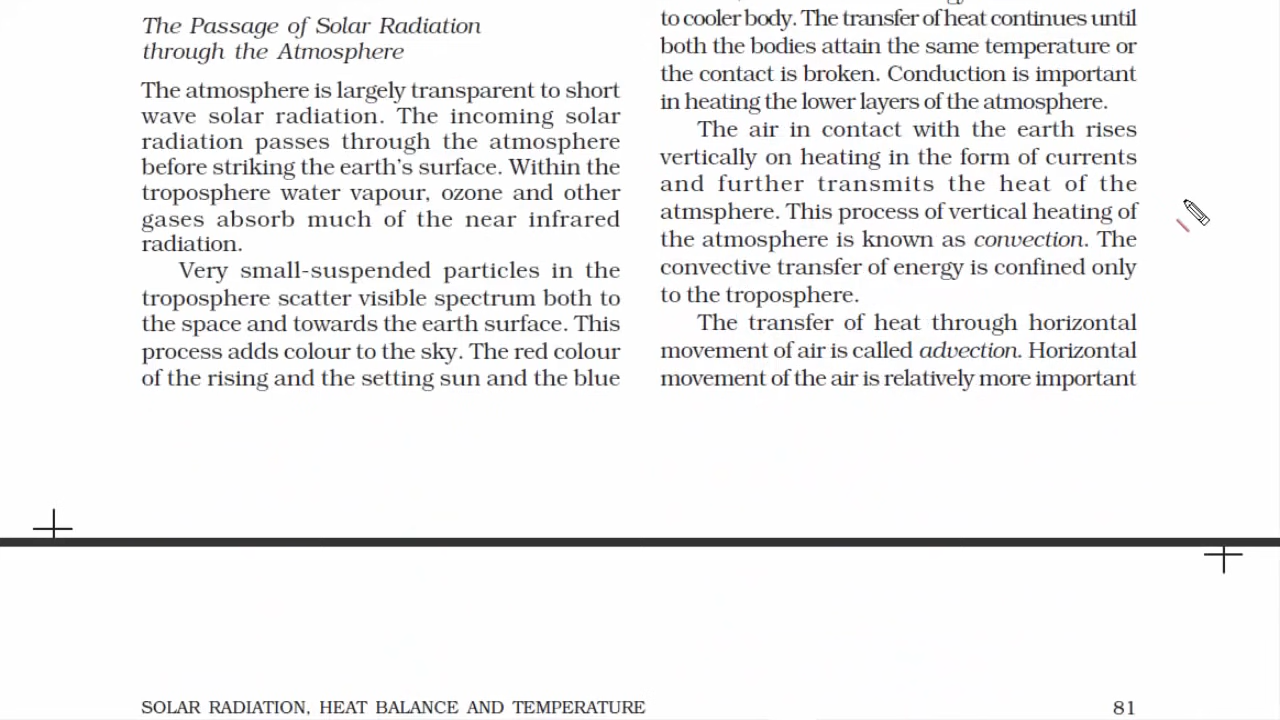 The Passage of Solar Radiation
through the Atmosphere
The atmosphere is largely transparent to short
wave solar radiation. The incoming solar
radiation passes through the atmosphere
before striking the earth's surface. Within the
troposphere water vapour, ozone and other
gases absorb much of the near infrared
radiation.
Very small-suspended particles in the
troposphere scatter visible spectrum both to
the space and towards the earth surface. This
process adds colour to the sky. The red colour
of the rising and the setting sun and the blue
to cooler body. The transfer of heat continues until
both the bodies attain the same temperature or
the contact is broken. Conduction is important
in heating the lower layers of the atmosphere.
The air in contact with the earth rises
vertically on heating in the form of currents
and further transmits the heat of the
atmsphere. This process of vertical heating of
the atmosphere is known as convection. The
convective transfer of energy is confined only
to the troposphere.
The transfer of heat through horizontal
movement of air is called advection. Horizontal
movement of the air is relatively more important
SOLAR RADIATION, HEAT BALANCE AND TEMPERATURE
81